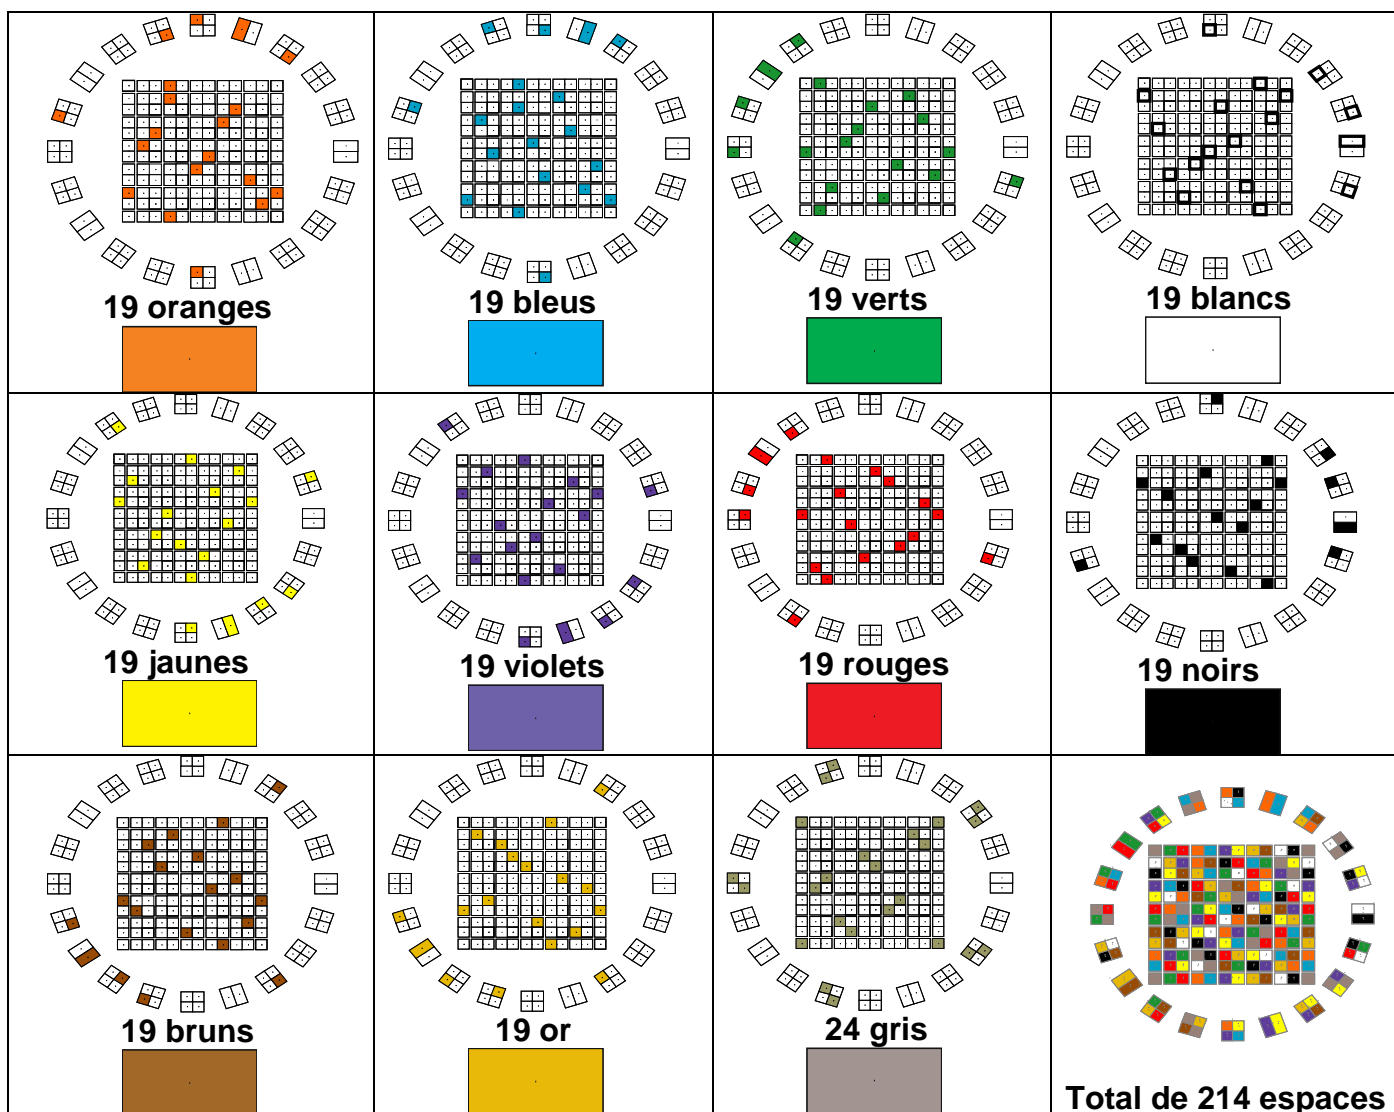 19 oranges
19 bleus
19 verts
19 blancs
19 jaunes
19 violets
19 rouges
19 noirs
19 bruns
19 or
24 gris
Total de 214 espaces